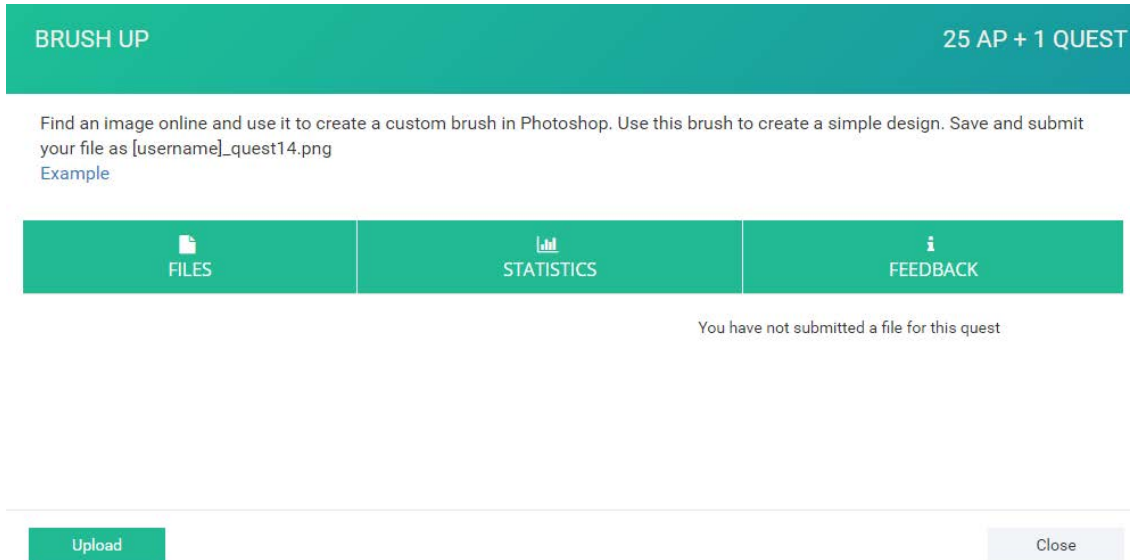 BRUSH UP
25 AP + 1 QUEST
Find an image online and use it to create a custom brush in Photoshop. Use this brush to create a simple design. Save and submit
your file as [username]_quest14.png
Example
FILES
STATISTICS
FEEDBACK
You have not submitted a file for this quest
Upload
Close